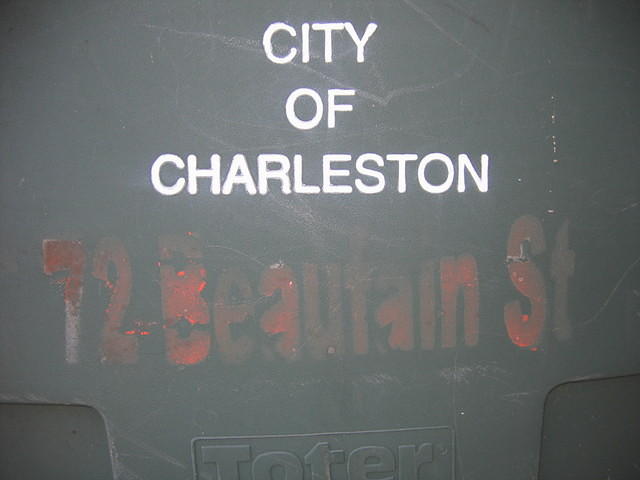 CITY
OF
CHARLESTON
72 Beaufain St
Toter